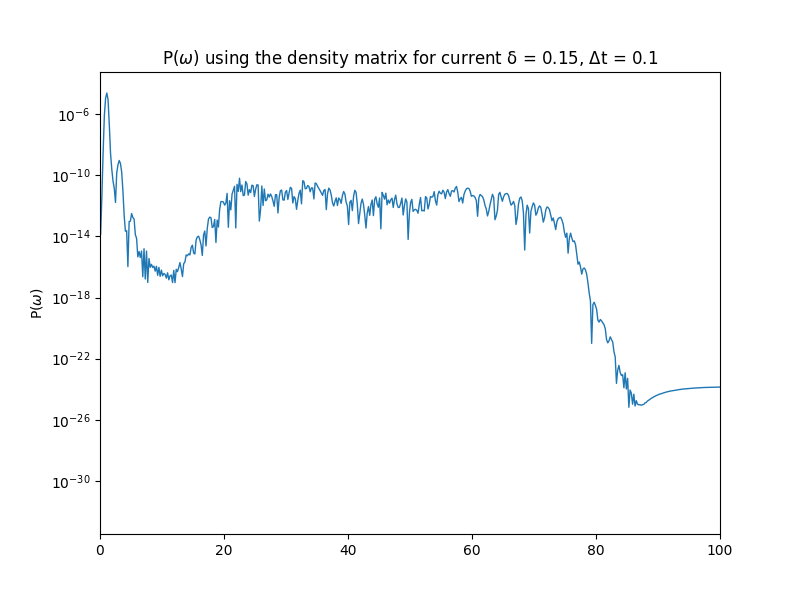 P(ω) using the density matrix for current δ = 0.15, Δt = 0.1
P(ω)
10⁻⁶
10⁻¹⁰
10⁻¹⁴
10⁻¹⁸
10⁻²²
10⁻²⁶
10⁻³⁰
0 20 40 60 80 100